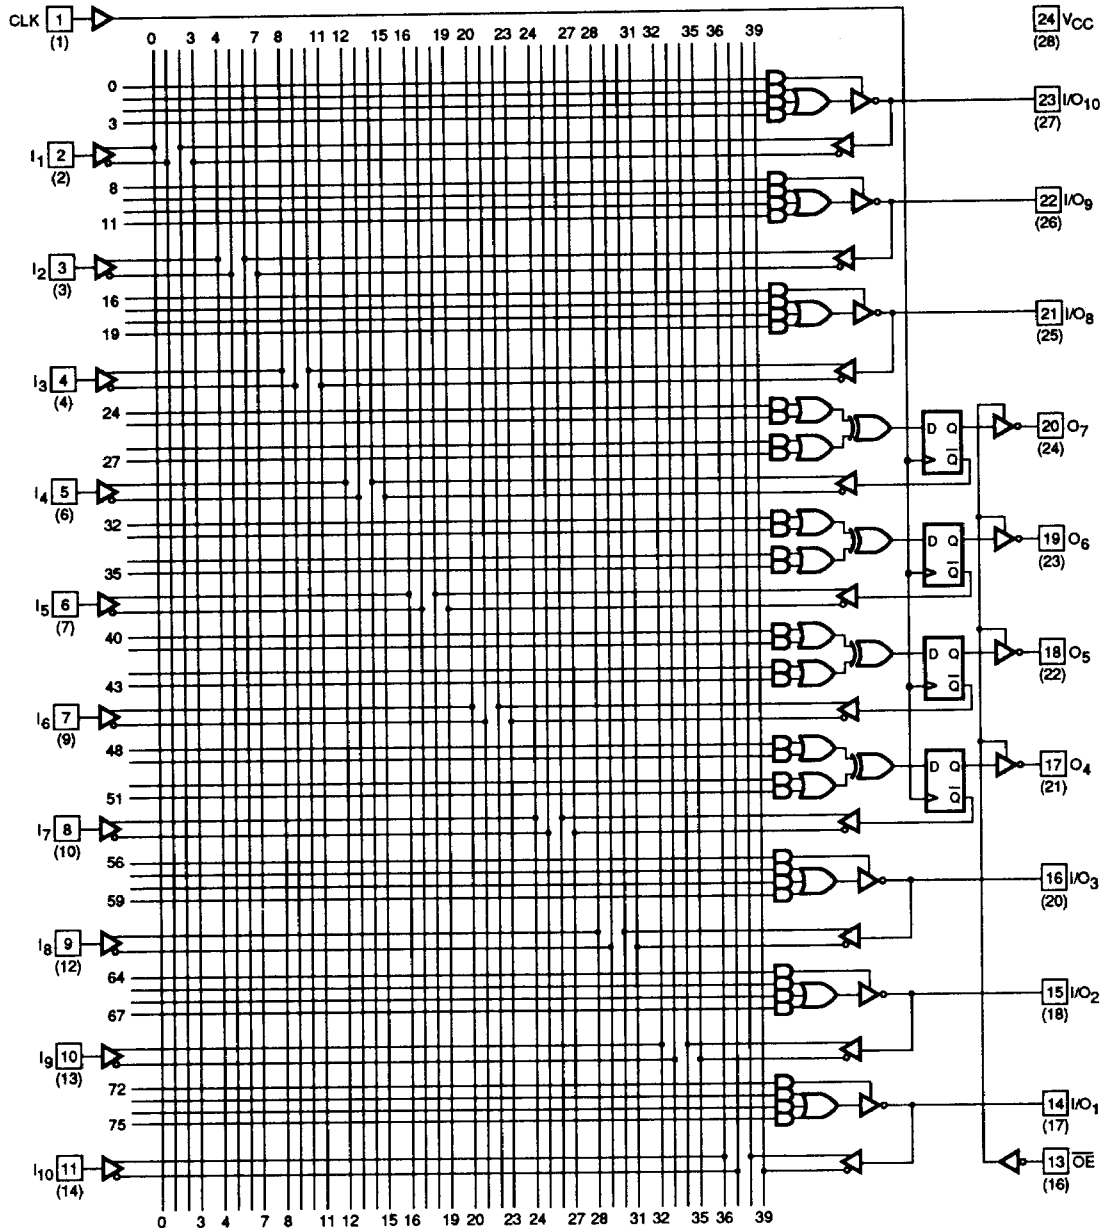 CLK 1 (1)
24 VCC (28)
0 3 4 7 8 11 12 15 16 19 20 23 24 27 28 31 32 35 36 39
0
3
23 I/O10 (27)
I1 2 (2)
8
11
22 I/O9 (26)
I2 3 (3)
16
19
21 I/O8 (25)
I3 4 (4)
24
27
D Q
Q̅
20 O7 (24)
I4 5 (6)
32
35
D Q
Q̅
19 O6 (23)
I5 6 (7)
40
43
D Q
Q̅
18 O5 (22)
I6 7 (9)
48
51
D Q
Q̅
17 O4 (21)
I7 8 (10)
56
59
16 I/O3 (20)
I8 9 (12)
64
67
15 I/O2 (18)
I9 10 (13)
72
75
14 I/O1 (17)
I10 11 (14)
13 O̅E̅ (16)
0 3 4 7 8 11 12 15 16 19 20 23 24 27 28 31 32 35 36 39